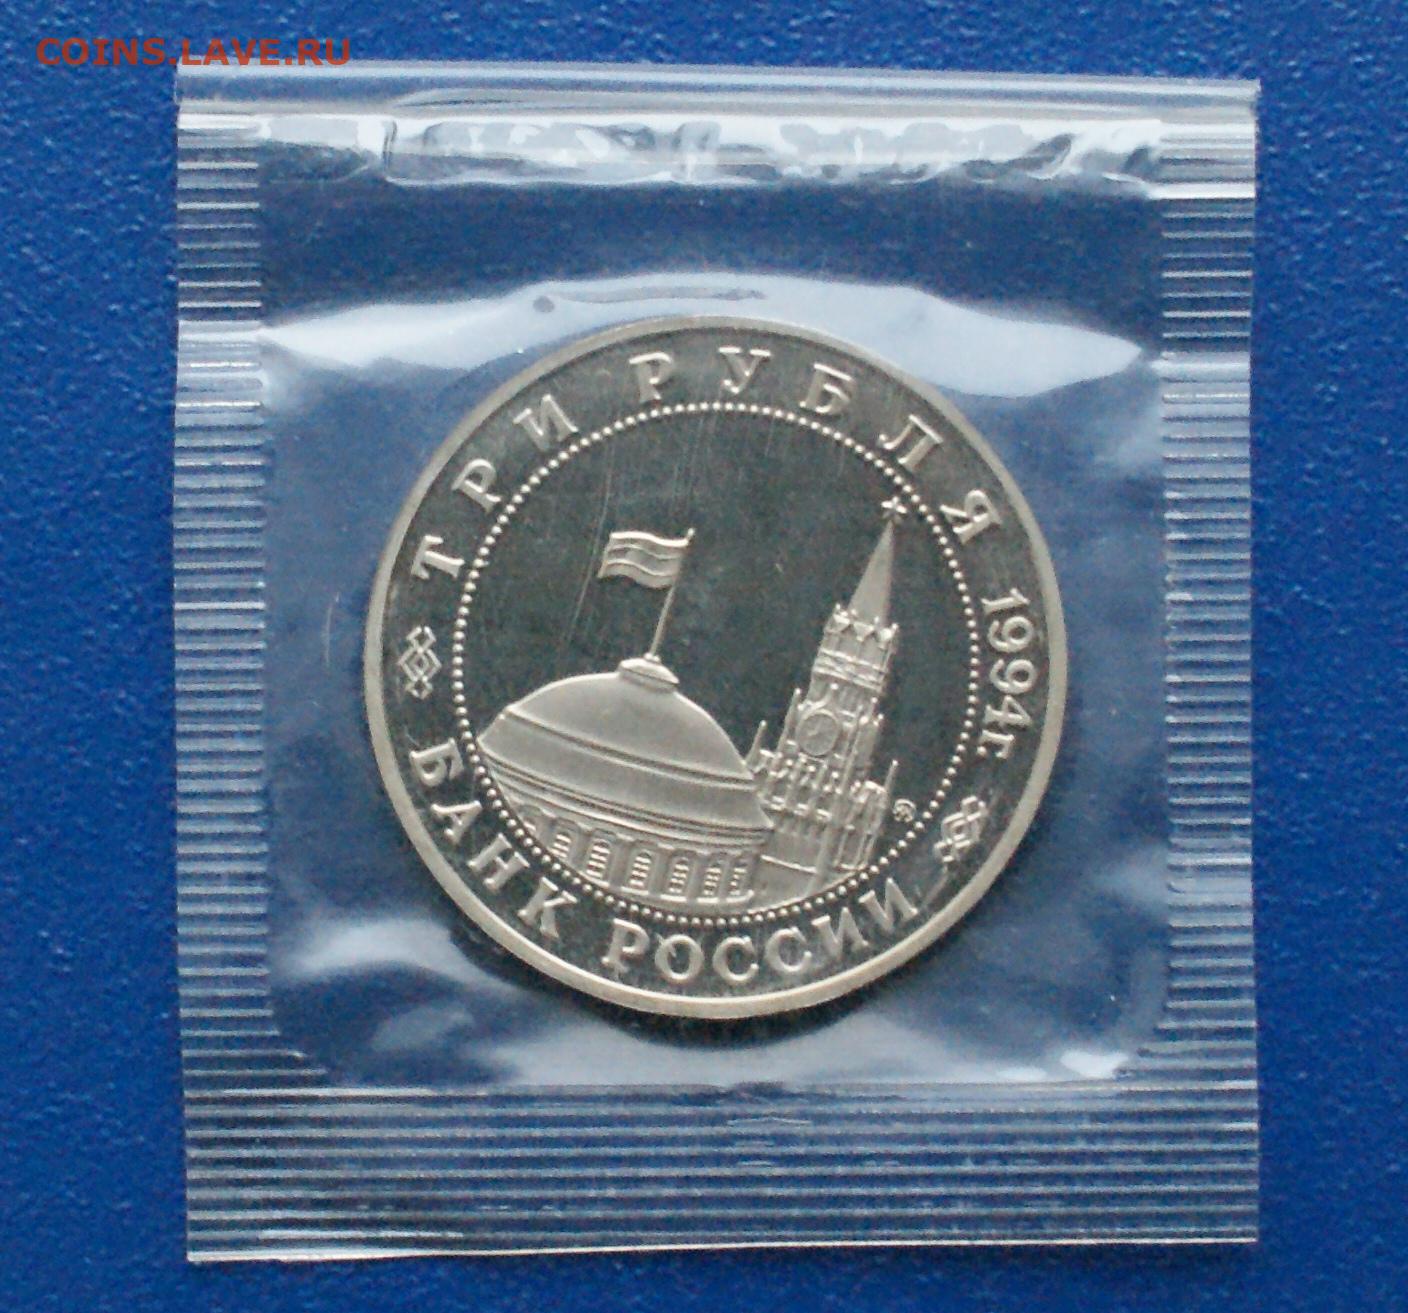 COINS.LAVE.RU
ТРИ РУБЛЯ 1994г.
БАНК РОССИИ